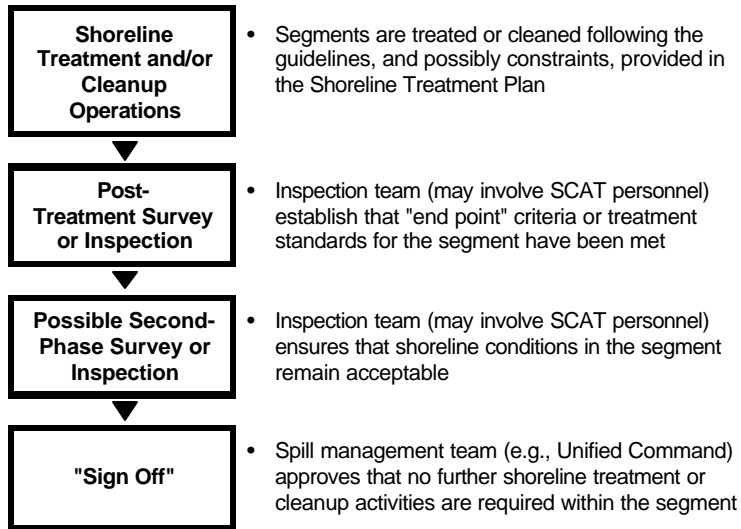 Shoreline
Treatment and/or
Cleanup
Operations
• Segments are treated or cleaned following the
guidelines, and possibly constraints, provided in
the Shoreline Treatment Plan
Post-
Treatment Survey
or Inspection
• Inspection team (may involve SCAT personnel)
establish that "end point" criteria or treatment
standards for the segment have been met
Possible Second-
Phase Survey or
Inspection
• Inspection team (may involve SCAT personnel)
ensures that shoreline conditions in the segment
remain acceptable
"Sign Off"
• Spill management team (e.g., Unified Command)
approves that no further shoreline treatment or
cleanup activities are required within the segment